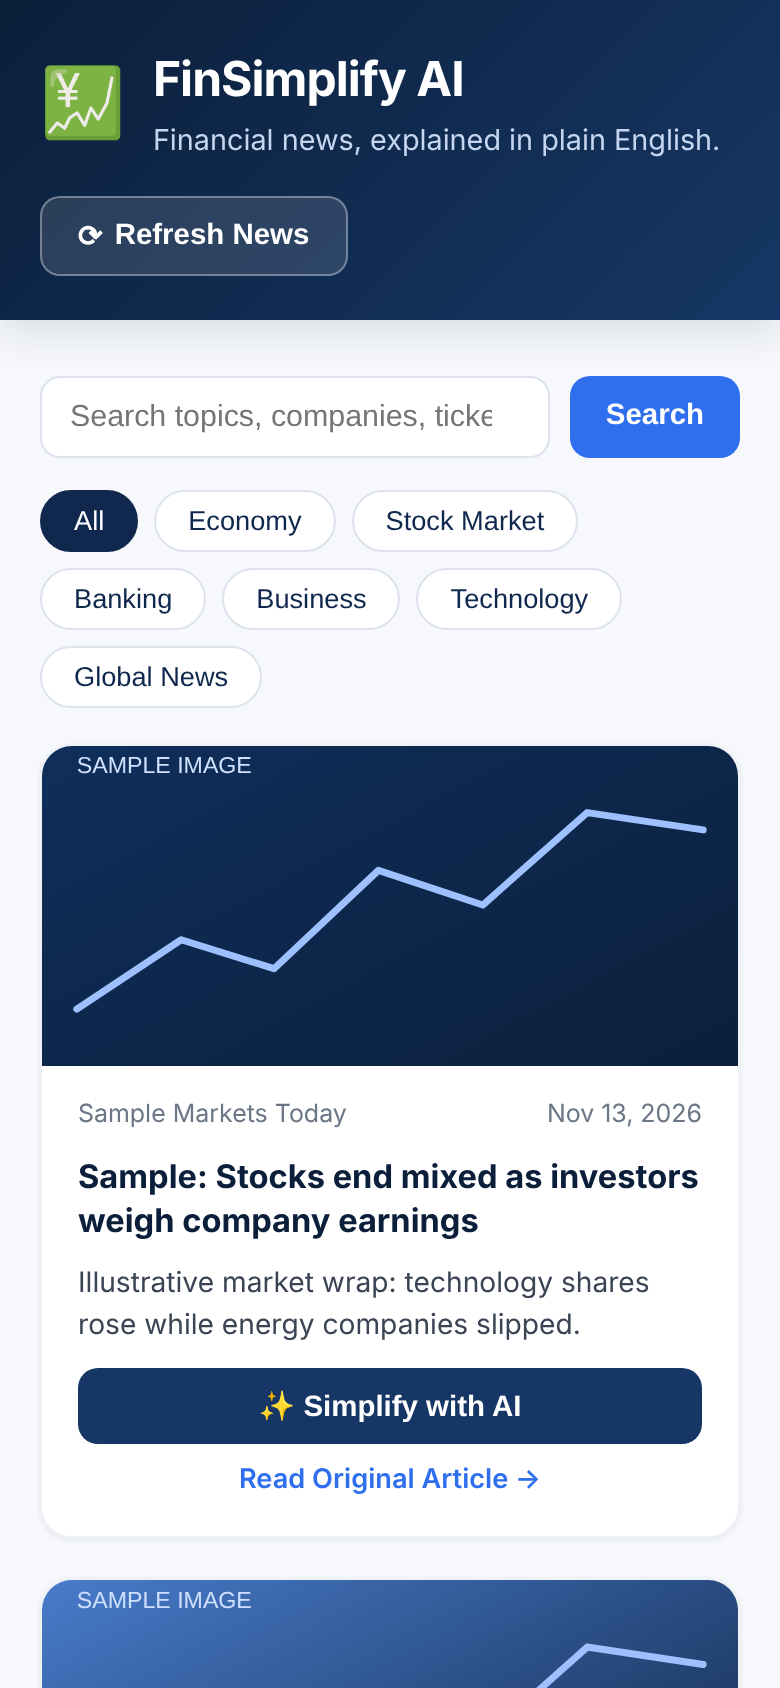 FinSimplify AI
Financial news, explained in plain English.
⟳ Refresh News
Search topics, companies, ticke
Search
All
Economy
Stock Market
Banking
Business
Technology
Global News
SAMPLE IMAGE
Sample Markets Today
Nov 13, 2026
Sample: Stocks end mixed as investors
weigh company earnings
Illustrative market wrap: technology shares
rose while energy companies slipped.
✨ Simplify with AI
Read Original Article →
SAMPLE IMAGE